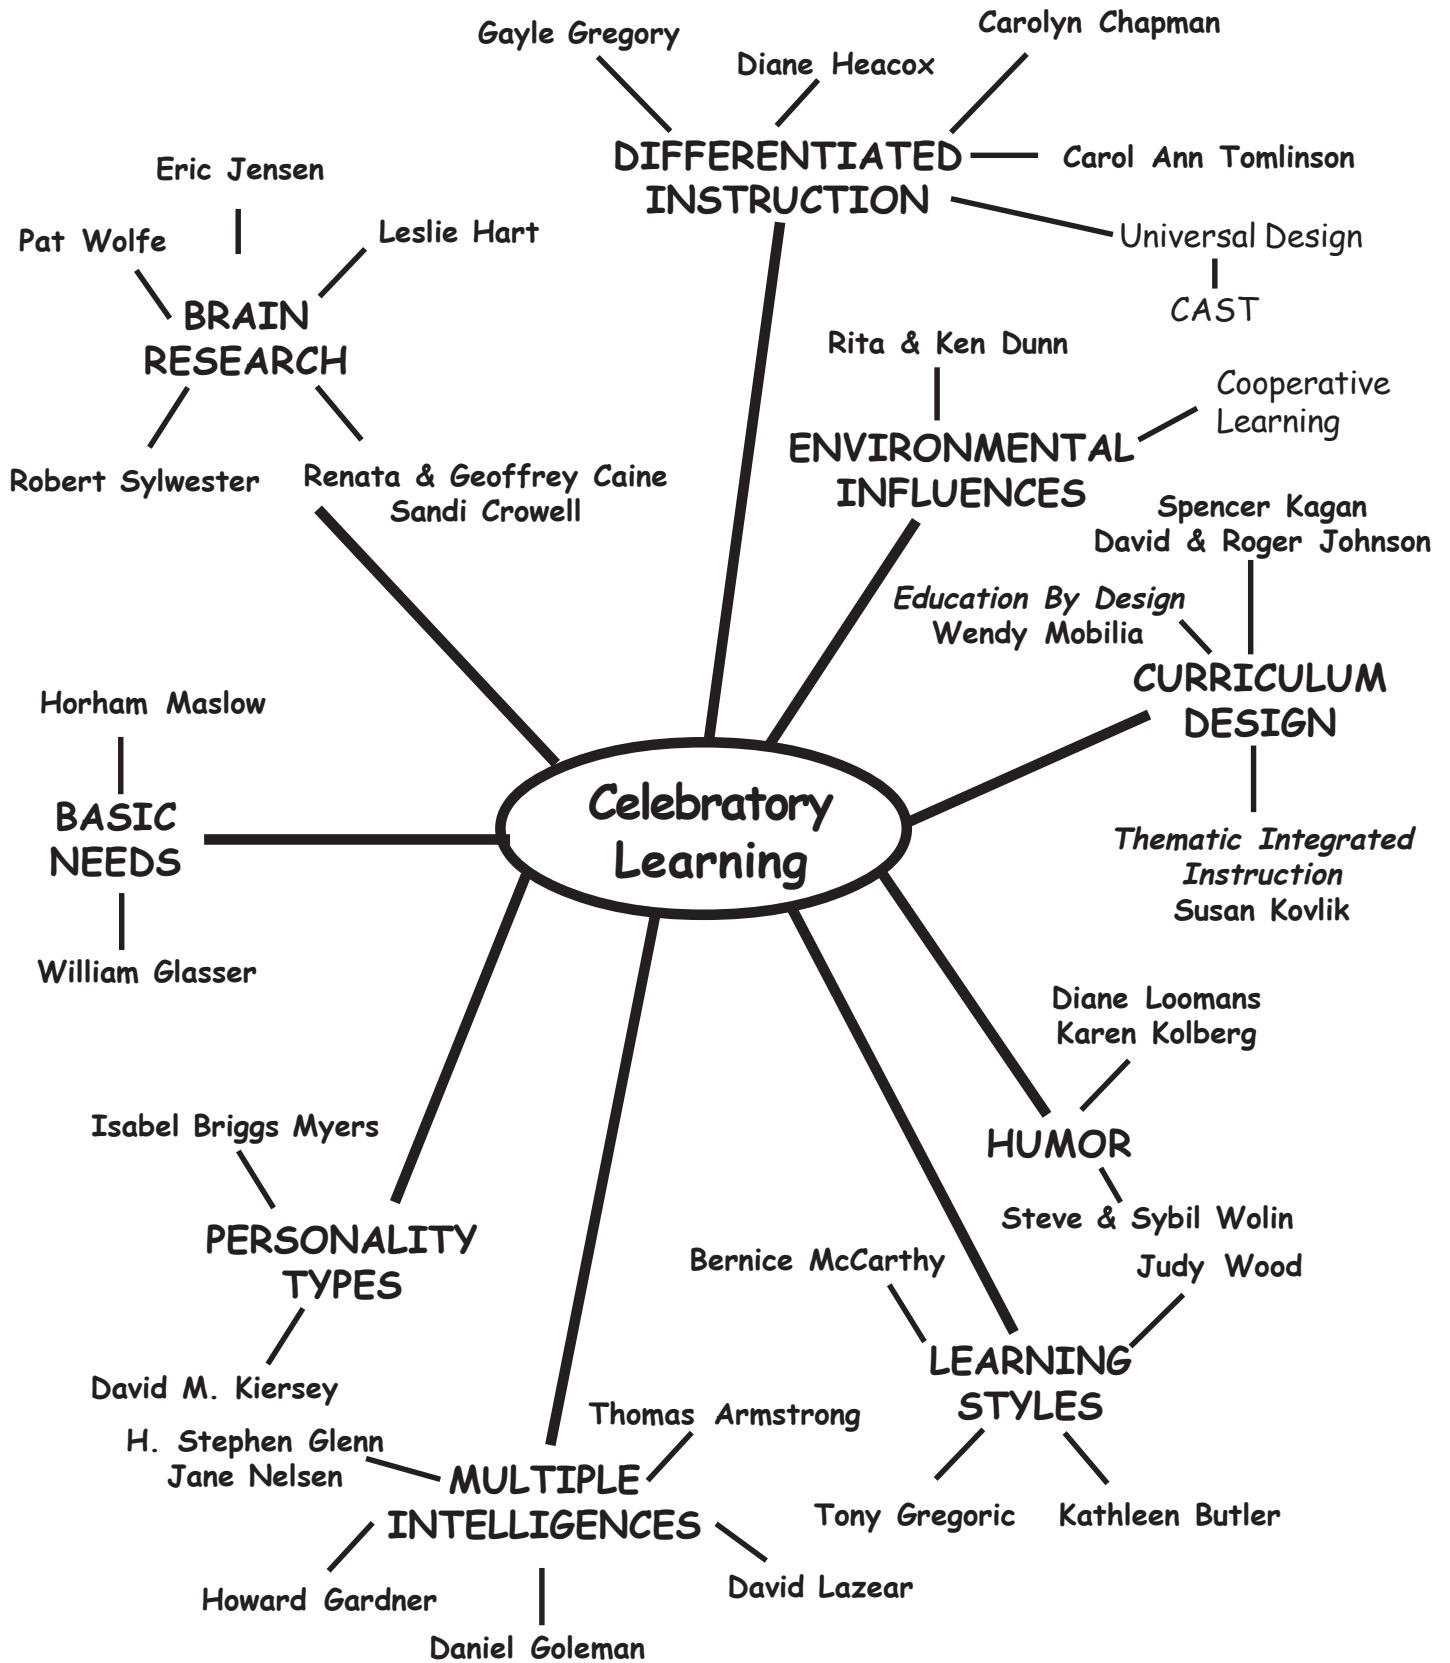 Gayle Gregory
Diane Heacox
Carolyn Chapman
DIFFERENTIATED
INSTRUCTION
Carol Ann Tomlinson
Universal Design
CAST
Eric Jensen
Pat Wolfe
Leslie Hart
BRAIN
RESEARCH
Robert Sylwester
Renata & Geoffrey Caine
Sandi Crowell
Rita & Ken Dunn
Cooperative
Learning
ENVIRONMENTAL
INFLUENCES
Spencer Kagan
David & Roger Johnson
Education By Design
Wendy Mobilia
CURRICULUM
DESIGN
Thematic Integrated
Instruction
Susan Kovlik
Horham Maslow
BASIC
NEEDS
William Glasser
Celebratory
Learning
Diane Loomans
Karen Kolberg
HUMOR
Steve & Sybil Wolin
Isabel Briggs Myers
PERSONALITY
TYPES
David M. Kiersey
Bernice McCarthy
Judy Wood
LEARNING
STYLES
Tony Gregoric
Kathleen Butler
H. Stephen Glenn
Jane Nelsen
Thomas Armstrong
MULTIPLE
INTELLIGENCES
Howard Gardner
Daniel Goleman
David Lazear